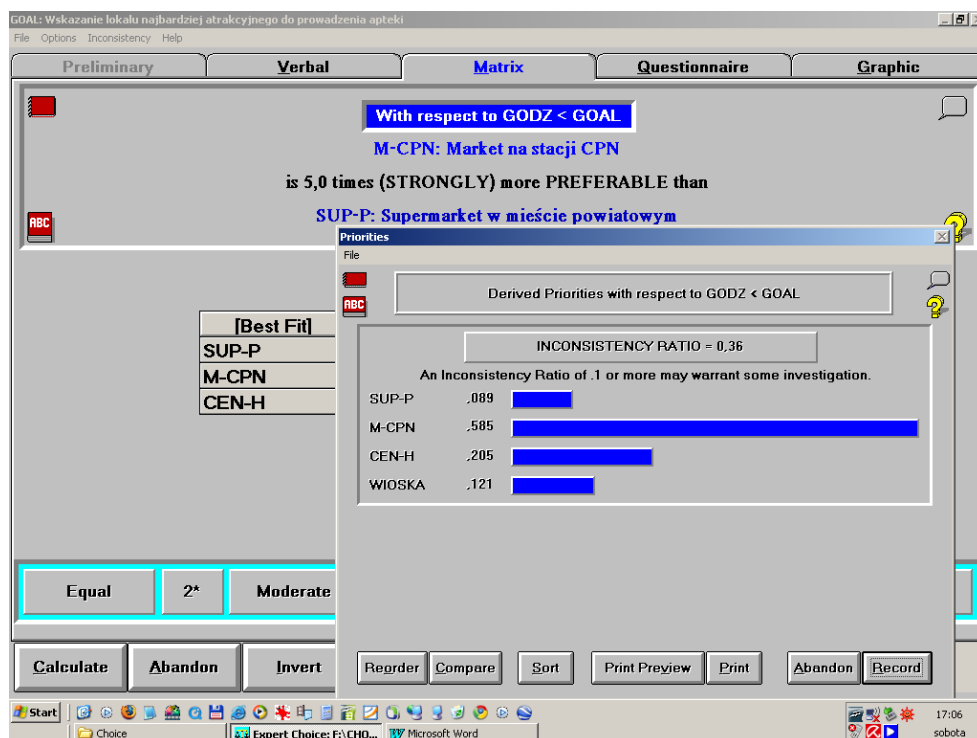 GOAL: Wskazanie lokalu najbardziej atrakcyjnego do prowadzenia apteki
File Options Inconsistency Help
Preliminary Verbal Matrix Questionnaire Graphic
With respect to GODZ < GOAL
M-CPN: Market na stacji CPN
is 5,0 times (STRONGLY) more PREFERABLE than
SUP-P: Supermarket w mieście powiatowym
ABC
Priorities
File
ABC
Derived Priorities with respect to GODZ < GOAL
[Best Fit]
SUP-P
M-CPN
CEN-H
INCONSISTENCY RATIO = 0,36
An Inconsistency Ratio of .1 or more may warrant some investigation.
SUP-P ,089
M-CPN ,585
CEN-H ,205
WIOSKA ,121
Equal 2* Moderate
Calculate Abandon Invert
Reorder Compare Sort Print Preview Print Abandon Record
Start 17:06
Choice Expert Choice: F:\CHO... Microsoft Word sobota